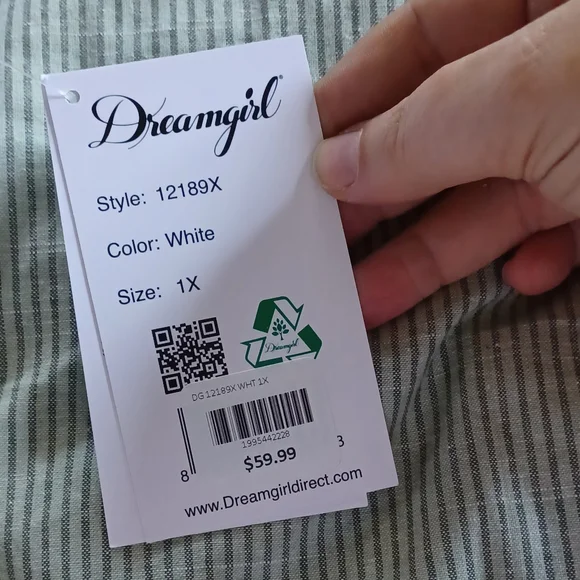 Dreamgirl®
Style: 12189X
Color: White
Size: 1X
Dreamgirl
DG 12189X WHT 1X
1995442228
8 3
$59.99
www.Dreamgirldirect.com